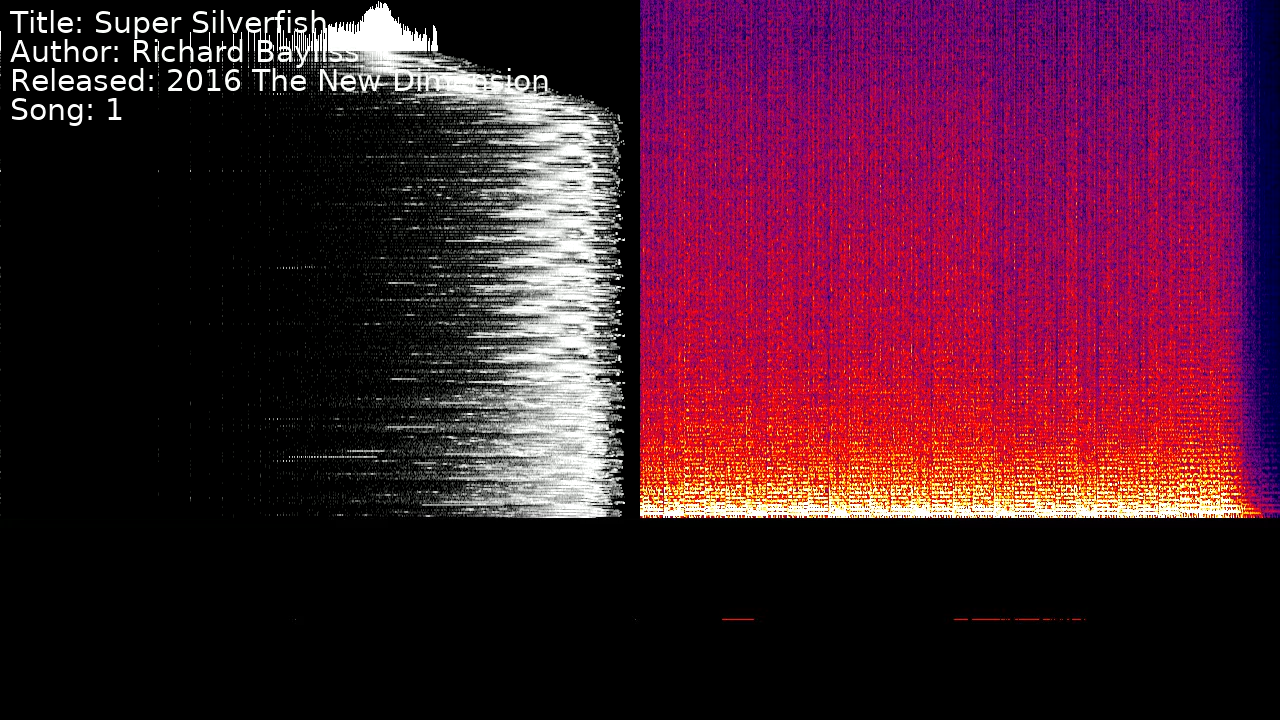 Title: Super Silverfish
Author: Richard Bayliss
Released: 2016 The New Dimension
Song: 1